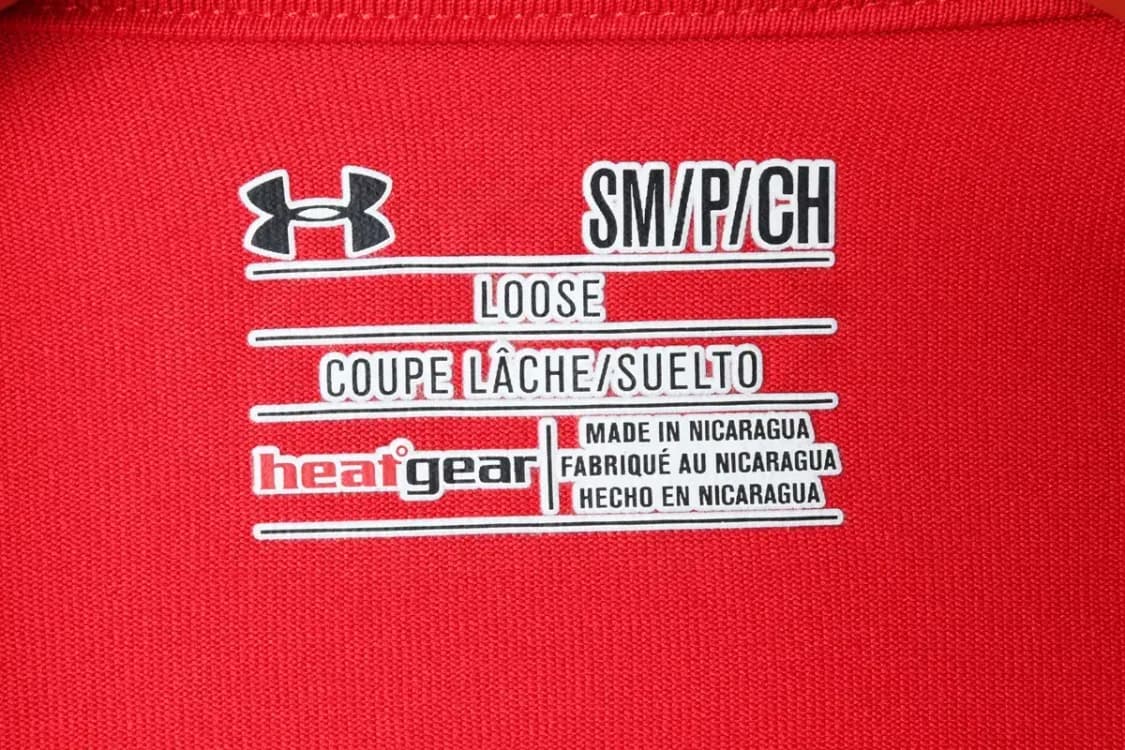 SM/P/CH
LOOSE
COUPE LÂCHE/SUELTO
heatgear
MADE IN NICARAGUA
FABRIQUÉ AU NICARAGUA
HECHO EN NICARAGUA